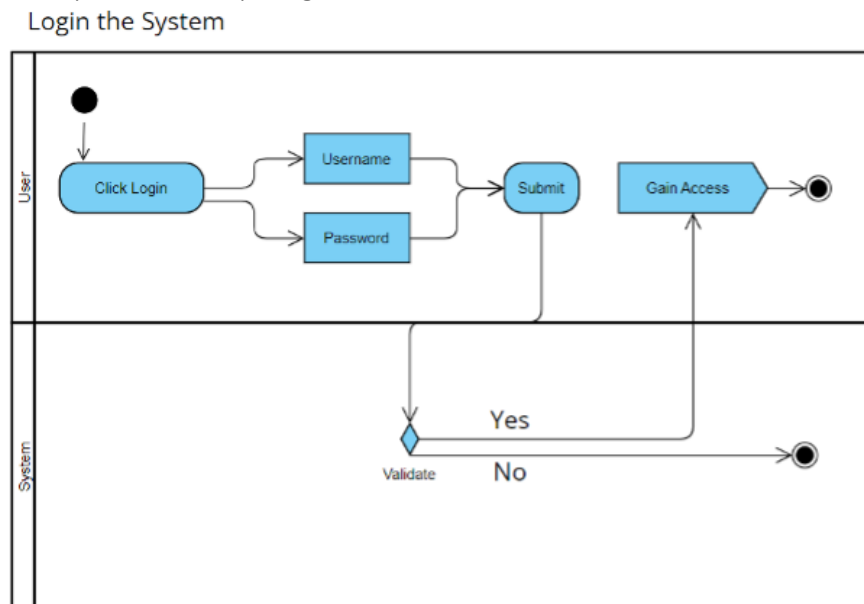 Login the System
User
Click Login
Username
Password
Submit
Gain Access
System
Validate
Yes
No